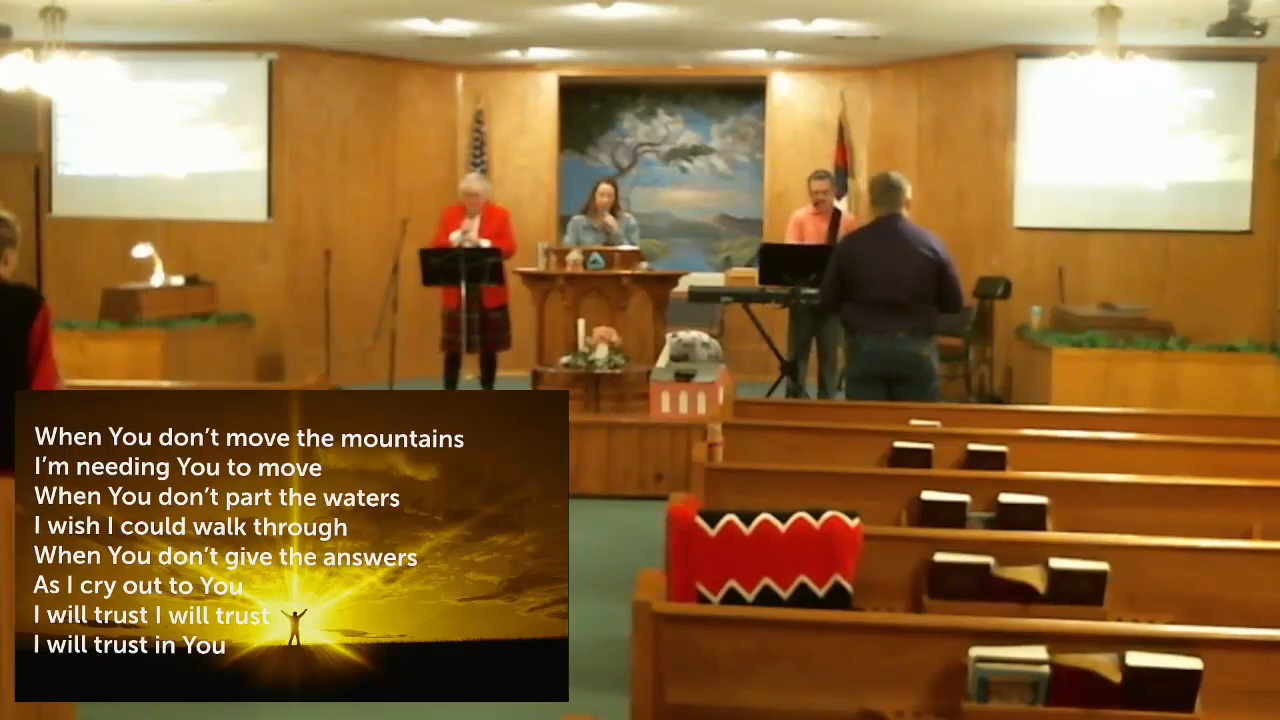 When You don't move the mountains
I'm needing You to move
When You don't part the waters
I wish I could walk through
When You don't give the answers
As I cry out to You
I will trust I will trust
I will trust in You